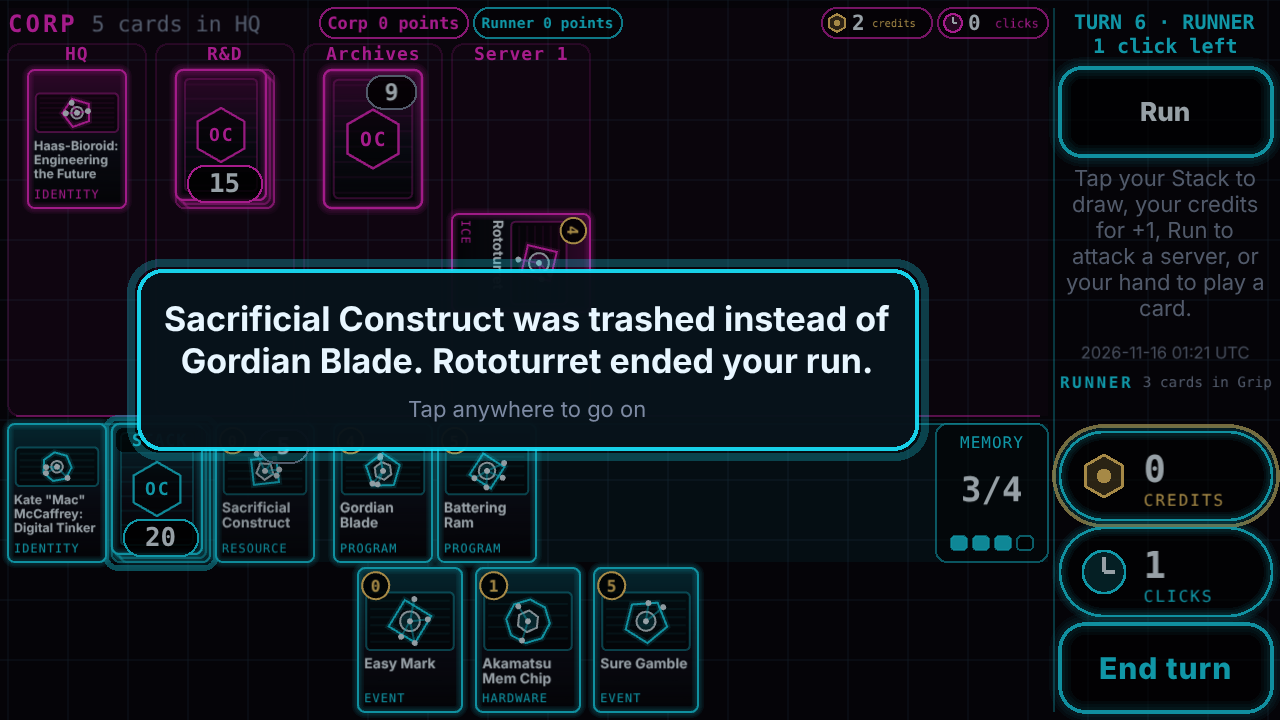 CORP 5 cards in HQ
Corp 0 points
Runner 0 points
2 credits
0 clicks
TURN 6 · RUNNER
1 click left
HQ
R&D
Archives
Server 1
Haas-Bioroid:
Engineering
the Future
IDENTITY
OC
15
9
OC
ICE
Rotatur
4
Run
Tap your Stack to
draw, your credits
for +1, Run to
attack a server, or
your hand to play a
card.
2026-11-16 01:21 UTC
RUNNER 3 cards in Grip
Sacrificial Construct was trashed instead of
Gordian Blade. Rototurret ended your run.
Tap anywhere to go on
Kate "Mac"
McCaffrey:
Digital Tinker
IDENTITY
OC
20
Sacrificial
Construct
RESOURCE
Gordian
Blade
PROGRAM
Battering
Ram
PROGRAM
MEMORY
3/4
0
CREDITS
1
CLICKS
End turn
0
Easy Mark
EVENT
1
Akamatsu
Mem Chip
HARDWARE
5
Sure Gamble
EVENT